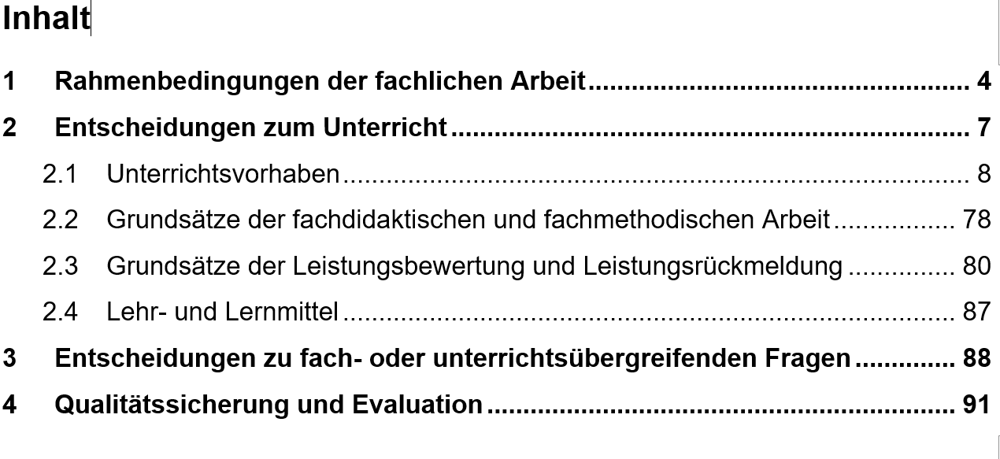 Inhalt
1 Rahmenbedingungen der fachlichen Arbeit..................................................... 4
2 Entscheidungen zum Unterricht........................................................................ 7
2.1 Unterrichtsvorhaben....................................................................................... 8
2.2 Grundsätze der fachdidaktischen und fachmethodischen Arbeit................. 78
2.3 Grundsätze der Leistungsbewertung und Leistungsrückmeldung............... 80
2.4 Lehr- und Lernmittel..................................................................................... 87
3 Entscheidungen zu fach- oder unterrichtsübergreifenden Fragen.............. 88
4 Qualitätssicherung und Evaluation................................................................. 91